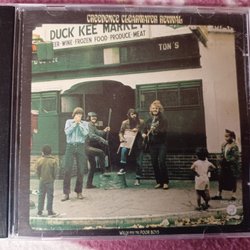 CREEDENCE CLEARWATER REVIVAL
DUCK KEE MARKET
ER-WINE-FROZEN FOOD-PRODUCE-MEAT
TON'S
WILLY AND THE POOR BOYS